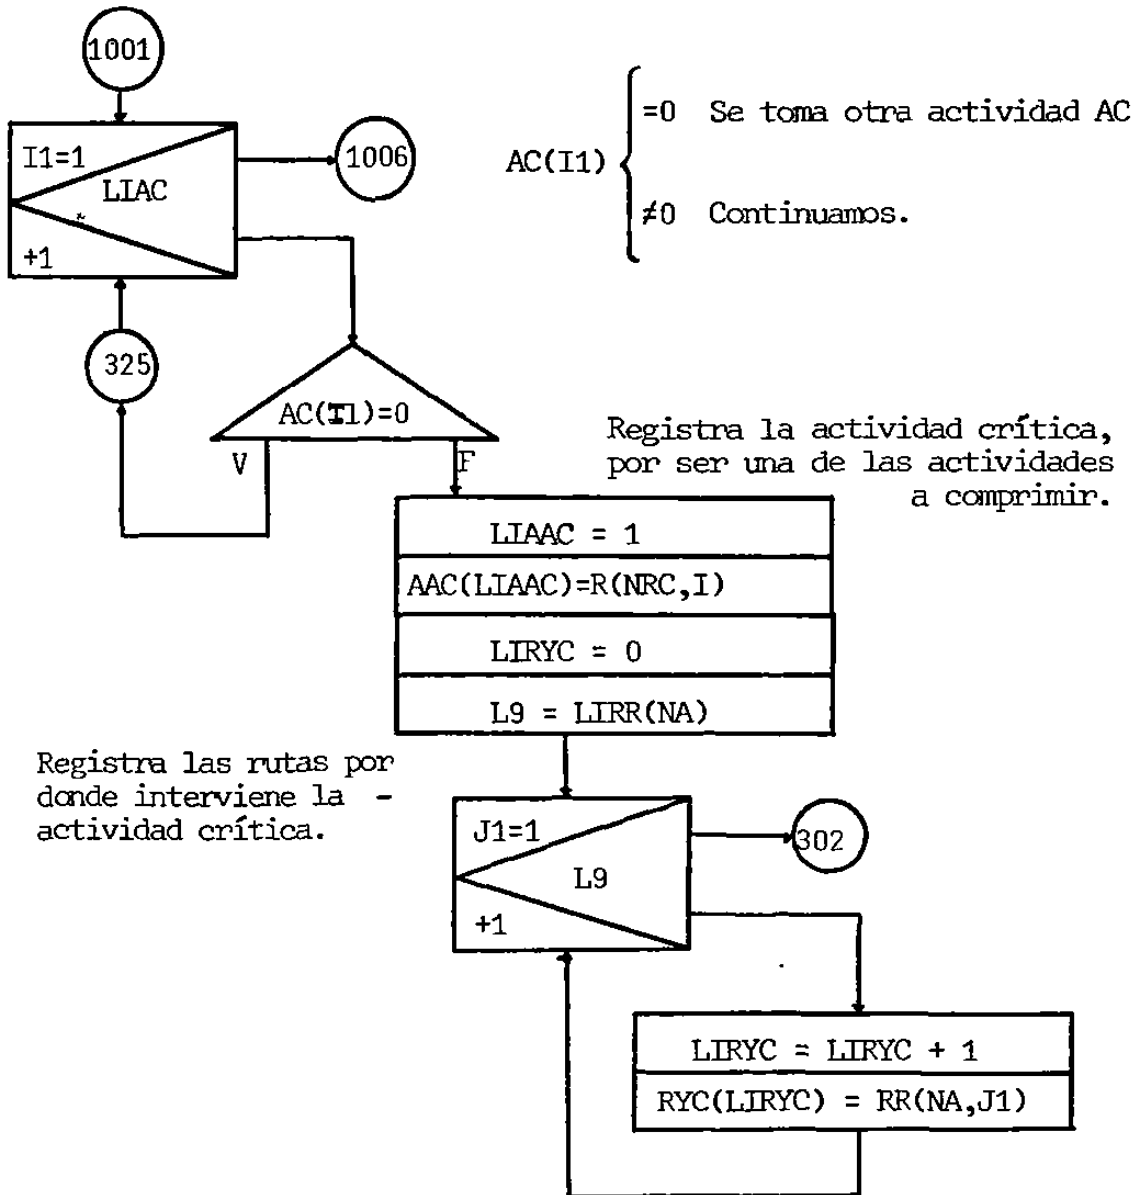 1001
I1=1
LIAC
+1
1006
AC(I1)
=0 Se toma otra actividad AC
≠0 Continuamos.
325
AC(I1)=0
V
F
Registra la actividad crítica,
por ser una de las actividades
a comprimir.
LIAAC = 1
AAC(LIAAC)=R(NRC,I)
LIRYC = 0
L9 = LIRR(NA)
Registra las rutas por
donde interviene la -
actividad crítica.
J1=1
L9
+1
302
LIRYC = LIRYC + 1
RYC(LIRYC) = RR(NA,J1)